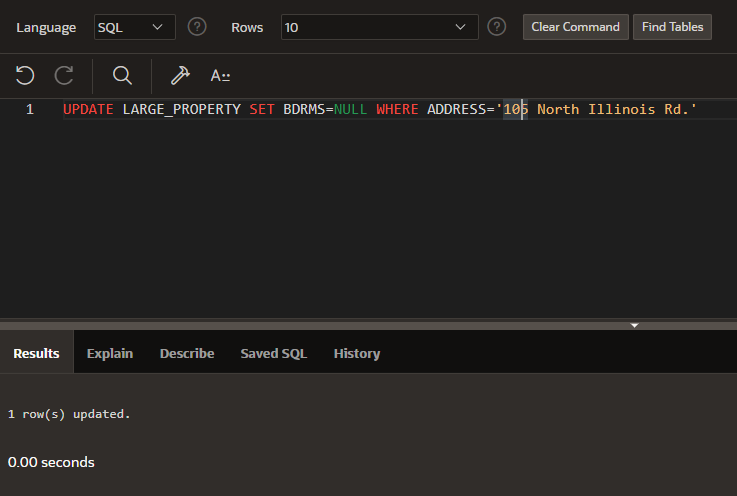 Language SQL ? Rows 10 ? Clear Command Find Tables
A::
1 UPDATE LARGE_PROPERTY SET BDRMS=NULL WHERE ADDRESS='105 North Illinois Rd.'
Results Explain Describe Saved SQL History
1 row(s) updated.
0.00 seconds